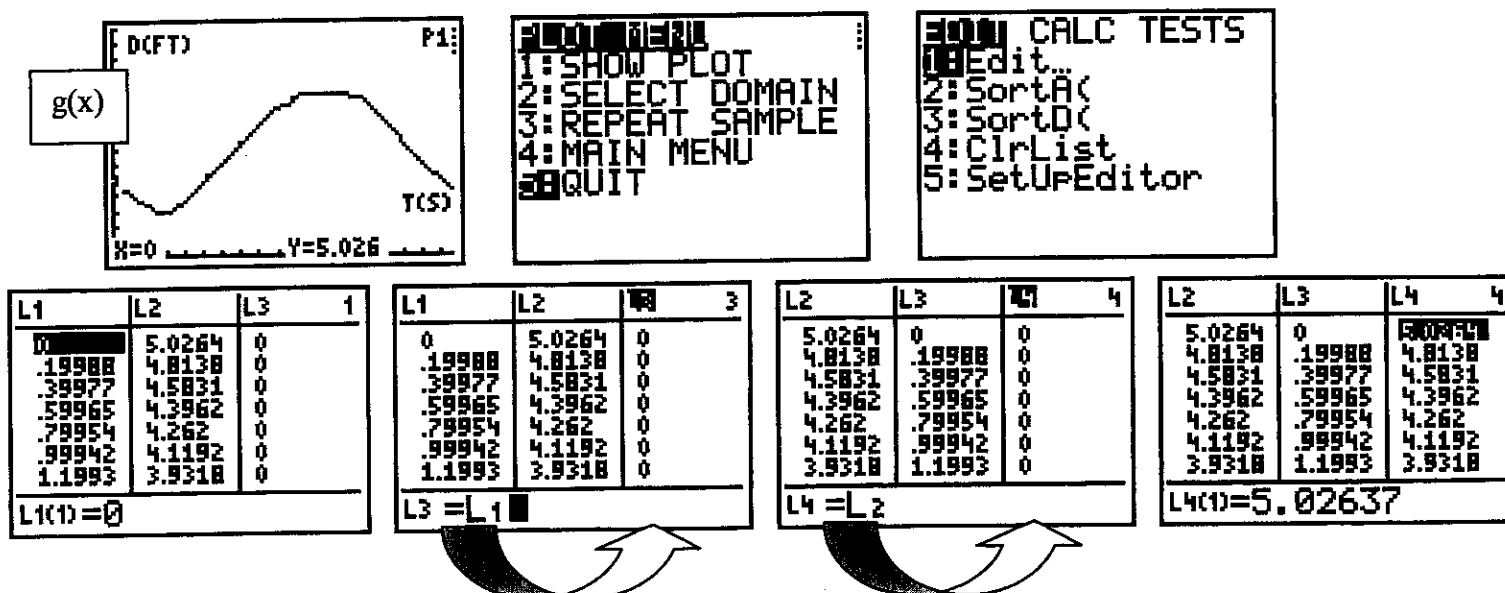 D(FT)
P1
g(x)
T(S)
X=0
Y=5.026
PLOT MENU
1:SHOW PLOT
2:SELECT DOMAIN
3:REPEAT SAMPLE
4:MAIN MENU
5:QUIT
EDIT CALC TESTS
1:Edit…
2:SortA(
3:SortD(
4:ClrList
5:SetUpEditor
L1 L2 L3 1
0 5.0264 0
.19988 4.8138 0
.39977 4.5831 0
.59965 4.3962 0
.79954 4.262 0
.99942 4.1192 0
1.1993 3.9318 0
L1(1)=0
L1 L2 L3 3
0 5.0264 0
.19988 4.8138 0
.39977 4.5831 0
.59965 4.3962 0
.79954 4.262 0
.99942 4.1192 0
1.1993 3.9318 0
L3 =L1
L2 L3 L4 4
5.0264 0 0
4.8138 .19988 0
4.5831 .39977 0
4.3962 .59965 0
4.262 .79954 0
4.1192 .99942 0
3.9318 1.1993 0
L4 =L2
L2 L3 L4 4
5.0264 0 5.0264
4.8138 .19988 4.8138
4.5831 .39977 4.5831
4.3962 .59965 4.3962
4.262 .79954 4.262
4.1192 .99942 4.1192
3.9318 1.1993 3.9318
L4(1)=5.02637